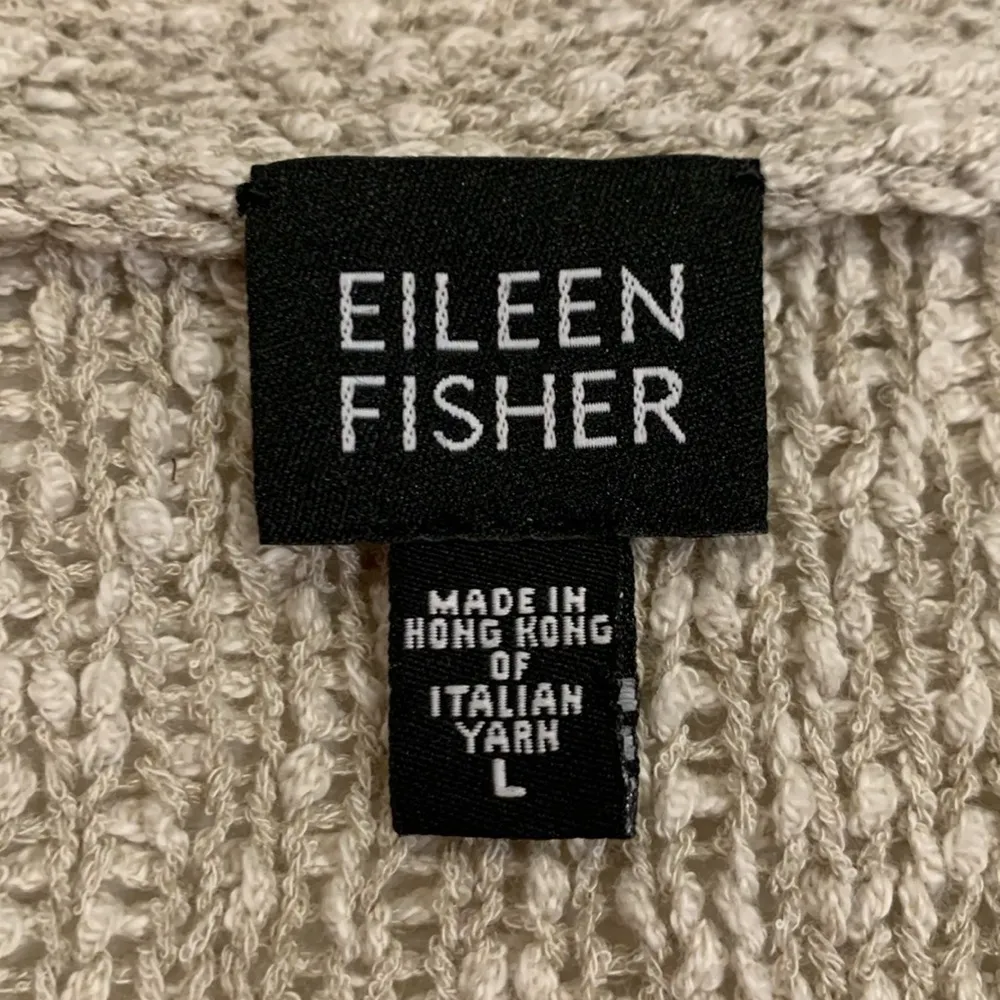 EILEEN
FISHER
MADE IN
HONG KONG
OF
ITALIAN
YARN
L